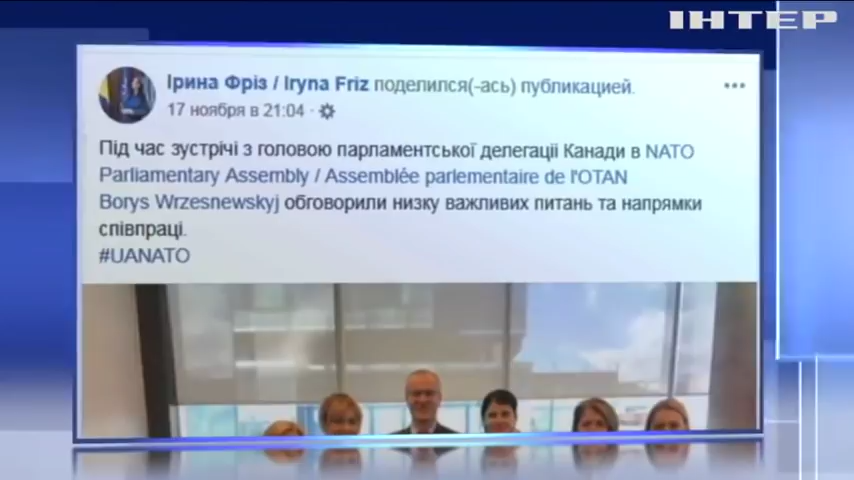 ІНТЕР
Ірина Фріз / Iryna Friz поделился(-ась) публикацией.
17 ноября в 21:04 ·
Під час зустрічі з головою парламентської делегації Канади в NATO
Parliamentary Assembly / Assemblée parlementaire de l'OTAN
Borys Wrzesnewskyj обговорили низку важливих питань та напрямки
співпраці.
#UANATO